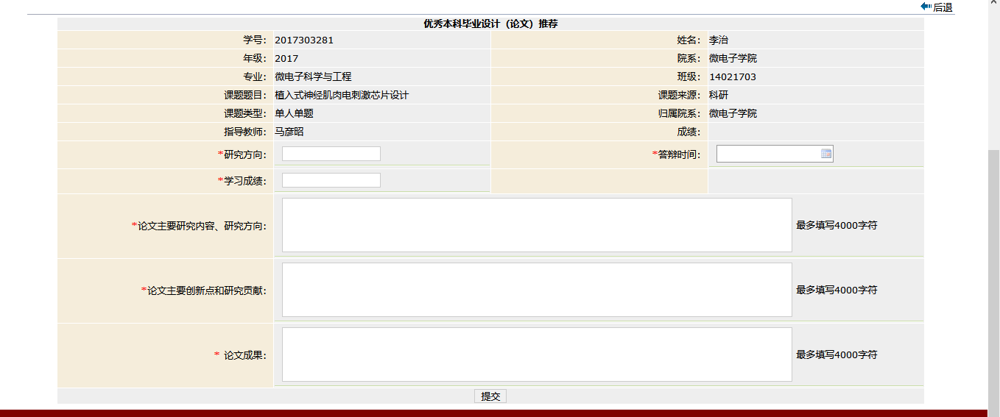 后退
优秀本科毕业设计（论文）推荐
学号： 2017303281 姓名： 李治
年级： 2017 院系： 微电子学院
专业： 微电子科学与工程 班级： 14021703
课题题目： 植入式神经肌肉电刺激芯片设计 课题来源： 科研
课题类型： 单人单题 归属院系： 微电子学院
指导教师： 马彦昭 成绩：
*研究方向： *答辩时间：
*学习成绩：
*论文主要研究内容、研究方向： 最多填写4000字符
*论文主要创新点和研究贡献： 最多填写4000字符
* 论文成果： 最多填写4000字符
提交